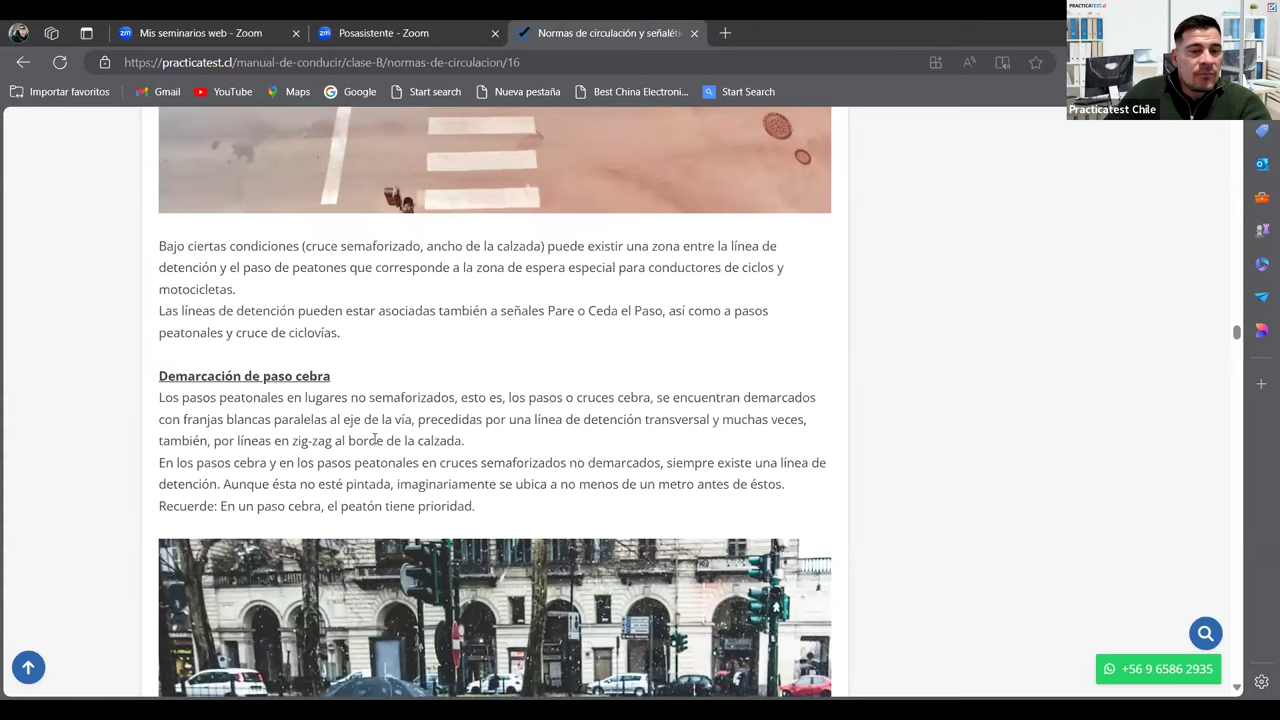 Mis seminarios web - Zoom
Posasistente - Zoom
Normas de circulación y señaléti
https://practicatest.cl/manual-de-conducir/clase-B/normas-de-circulacion/16
Importar favoritos
Gmail
YouTube
Maps
Google
Start search
Nueva pestaña
Best China Electroni...
Start Search
PRACTICATEST.cl
Practicatest Chile
Bajo ciertas condiciones (cruce semaforizado, ancho de la calzada) puede existir una zona entre la línea de
detención y el paso de peatones que corresponde a la zona de espera especial para conductores de ciclos y
motocicletas.
Las líneas de detención pueden estar asociadas también a señales Pare o Ceda el Paso, así como a pasos
peatonales y cruce de ciclovías.
Demarcación de paso cebra
Los pasos peatonales en lugares no semaforizados, esto es, los pasos o cruces cebra, se encuentran demarcados
con franjas blancas paralelas al eje de la vía, precedidas por una línea de detención transversal y muchas veces,
también, por líneas en zig-zag al borde de la calzada.
En los pasos cebra y en los pasos peatonales en cruces semaforizados no demarcados, siempre existe una línea de
detención. Aunque ésta no esté pintada, imaginariamente se ubica a no menos de un metro antes de éstos.
Recuerde: En un paso cebra, el peatón tiene prioridad.
+56 9 6586 2935